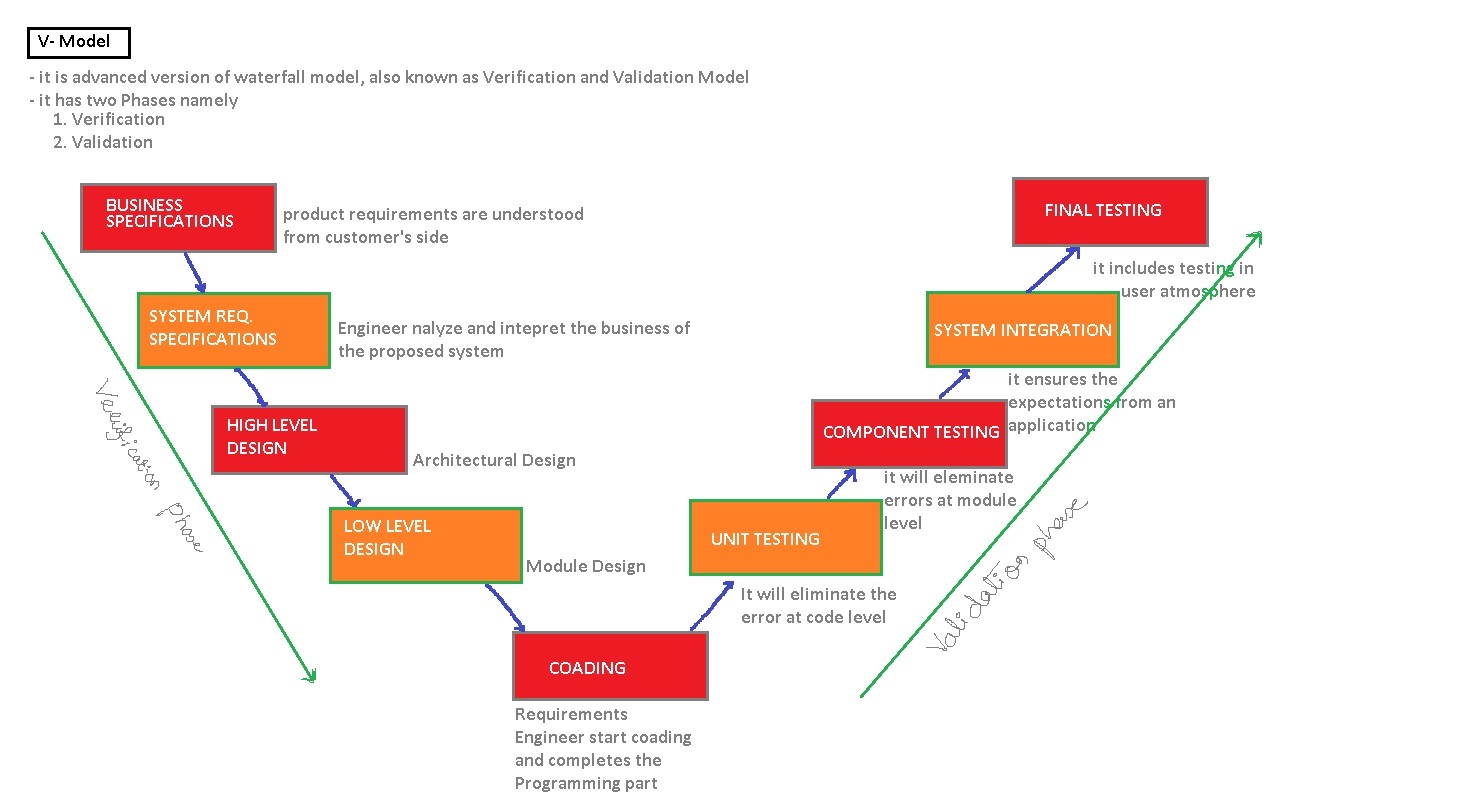 V- Model
- it is advanced version of waterfall model, also known as Verification and Validation Model
- it has two Phases namely
1. Verification
2. Validation
BUSINESS
SPECIFICATIONS
product requirements are understood
from customer's side
SYSTEM REQ.
SPECIFICATIONS
Engineer nalyze and intepret the business of
the proposed system
HIGH LEVEL
DESIGN
Architectural Design
LOW LEVEL
DESIGN
Module Design
Verification phase
COADING
Requirements
Engineer start coading
and completes the
Programming part
UNIT TESTING
It will eliminate the
error at code level
COMPONENT TESTING
it will eleminate
errors at module
level
SYSTEM INTEGRATION
it ensures the
expectations from an
application
FINAL TESTING
it includes testing in
user atmosphere
Validation phase